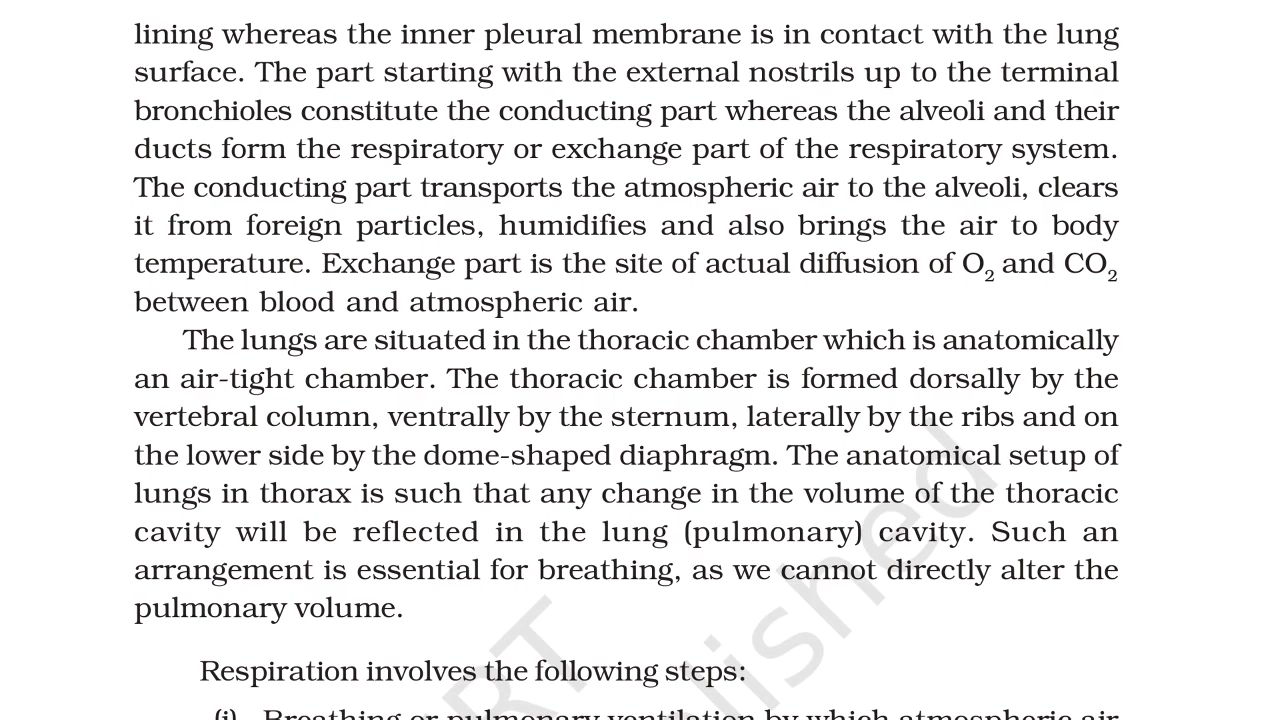 lining whereas the inner pleural membrane is in contact with the lung
surface. The part starting with the external nostrils up to the terminal
bronchioles constitute the conducting part whereas the alveoli and their
ducts form the respiratory or exchange part of the respiratory system.
The conducting part transports the atmospheric air to the alveoli, clears
it from foreign particles, humidifies and also brings the air to body
temperature. Exchange part is the site of actual diffusion of O₂ and CO₂
between blood and atmospheric air.
The lungs are situated in the thoracic chamber which is anatomically
an air-tight chamber. The thoracic chamber is formed dorsally by the
vertebral column, ventrally by the sternum, laterally by the ribs and on
the lower side by the dome-shaped diaphragm. The anatomical setup of
lungs in thorax is such that any change in the volume of the thoracic
cavity will be reflected in the lung (pulmonary) cavity. Such an
arrangement is essential for breathing, as we cannot directly alter the
pulmonary volume.
Respiration involves the following steps:
(i) Breathing or pulmonary ventilation by which atmospheric air